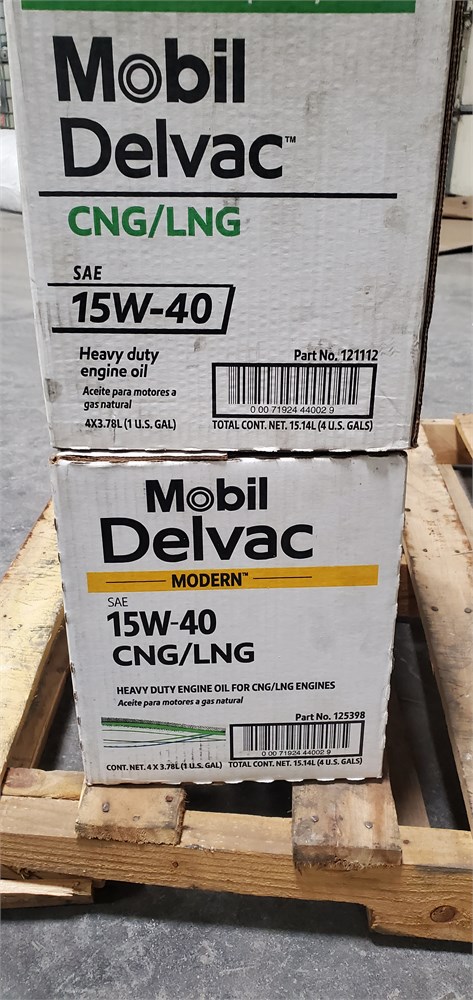 Mobil
Delvac™
CNG/LNG
SAE
15W-40
Heavy duty
engine oil
Aceite para motores a
gas natural
4X3.78L (1 U.S. GAL)
Part No. 121112
0 00 71924 44002 9
TOTAL CONT. NET. 15.14L (4 U.S. GALS)
Mobil
Delvac
MODERN™
SAE
15W-40
CNG/LNG
HEAVY DUTY ENGINE OIL FOR CNG/LNG ENGINES
Aceite para motores a gas natural
Part No. 125398
0 00 71924 44002 9
CONT. NET. 4 X 3.78L (1 U.S. GAL) TOTAL CONT. NET. 15.14L (4 U.S. GALS)